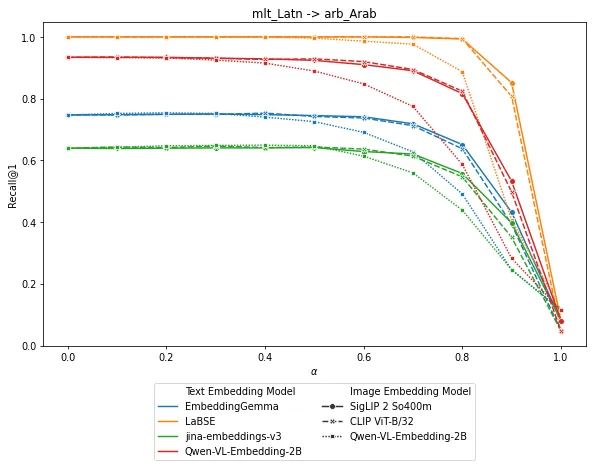 mlt_Latn -> arb_Arab
1.0
0.8
0.6
0.4
0.2
0.0
Recall@1
0.0 0.2 0.4 0.6 0.8 1.0
α
Text Embedding Model
EmbeddingGemma
LaBSE
jina-embeddings-v3
Qwen-VL-Embedding-2B
Image Embedding Model
SigLIP 2 So400m
CLIP ViT-B/32
Qwen-VL-Embedding-2B